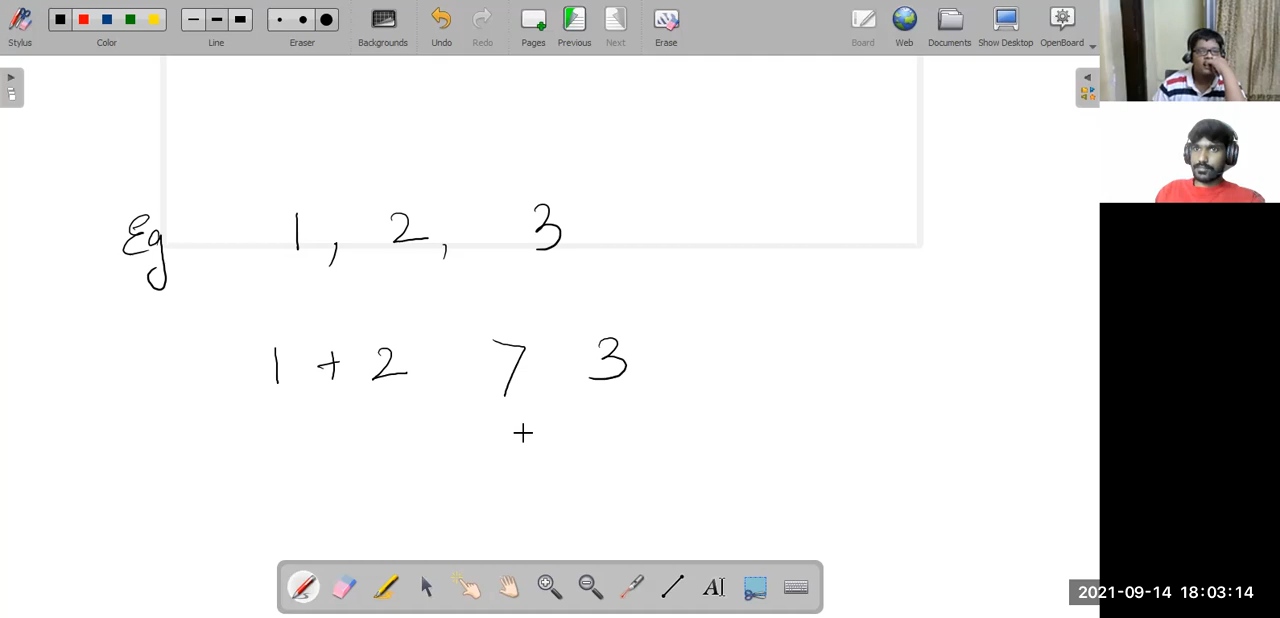 Stylus Color Line Eraser Backgrounds Undo Redo Pages Previous Next Erase Board Web Documents Show Desktop OpenBoard
Eg 1, 2, 3
1 + 2 7 3
2021-09-14 18:03:14